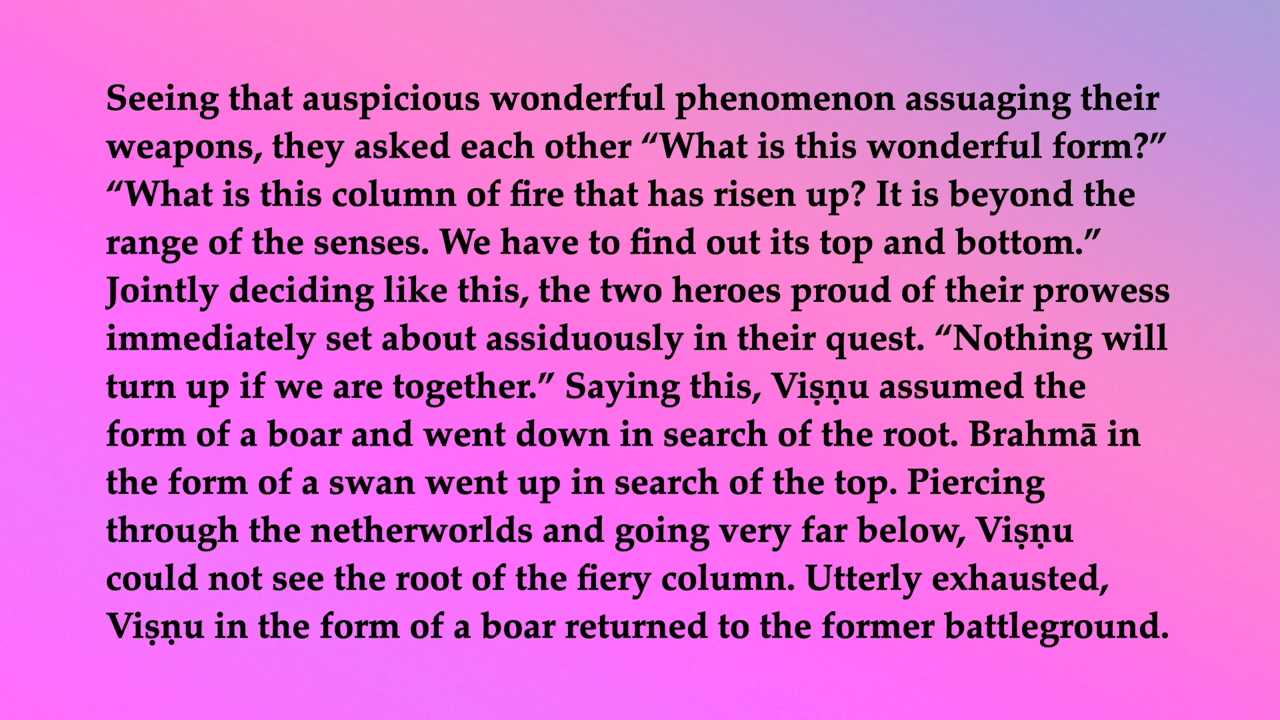 Seeing that auspicious wonderful phenomenon assuaging their
weapons, they asked each other “What is this wonderful form?”
“What is this column of fire that has risen up? It is beyond the
range of the senses. We have to find out its top and bottom.”
Jointly deciding like this, the two heroes proud of their prowess
immediately set about assiduously in their quest. “Nothing will
turn up if we are together.” Saying this, Viṣṇu assumed the
form of a boar and went down in search of the root. Brahmā in
the form of a swan went up in search of the top. Piercing
through the netherworlds and going very far below, Viṣṇu
could not see the root of the fiery column. Utterly exhausted,
Viṣṇu in the form of a boar returned to the former battleground.